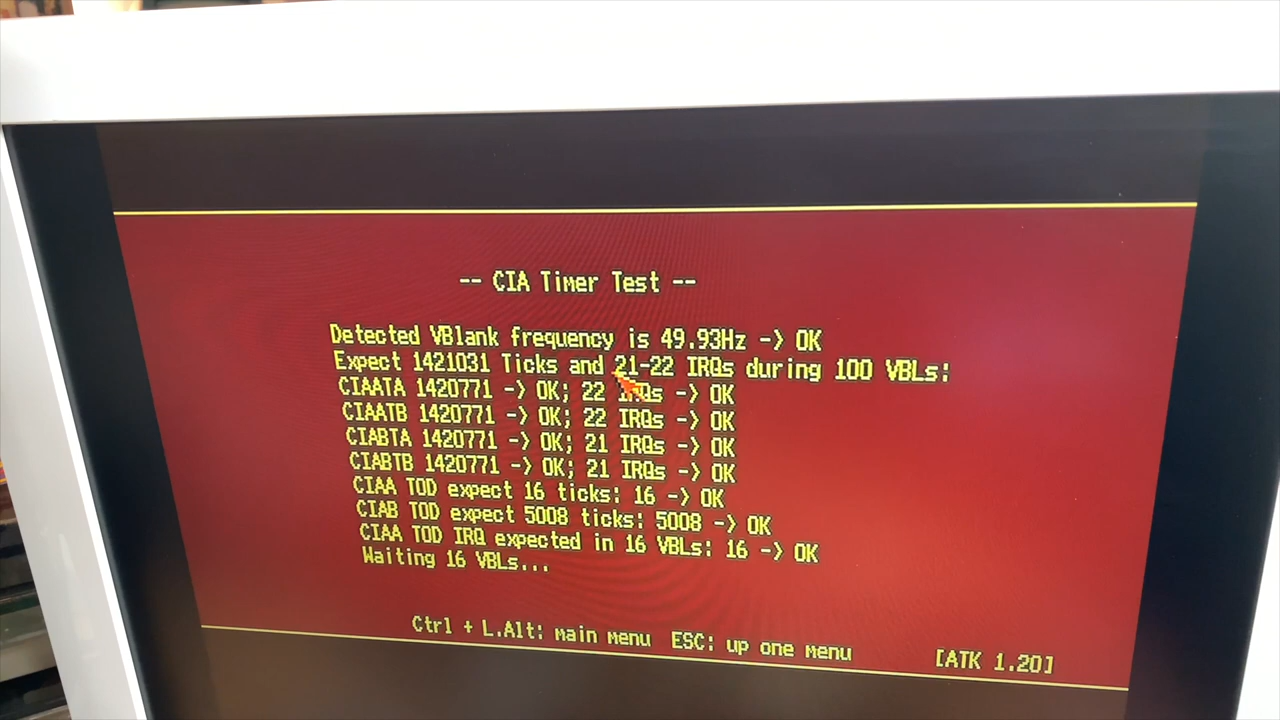 -- CIA Timer Test --
Detected VBlank frequency is 49.93Hz -> OK
Expect 1421031 Ticks and 21-22 IRQs during 100 VBLs:
CIAATA 1420771 -> OK; 22 IRQs -> OK
CIAATB 1420771 -> OK; 22 IRQs -> OK
CIABTA 1420771 -> OK; 21 IRQs -> OK
CIABTB 1420771 -> OK; 21 IRQs -> OK
CIAA TOD expect 16 ticks: 16 -> OK
CIAB TOD expect 5008 ticks: 5008 -> OK
CIAA TOD IRQ expected in 16 VBLs: 16 -> OK
Waiting 16 VBLs...
Ctrl + L.Alt: main menu ESC: up one menu [ATK 1.20]